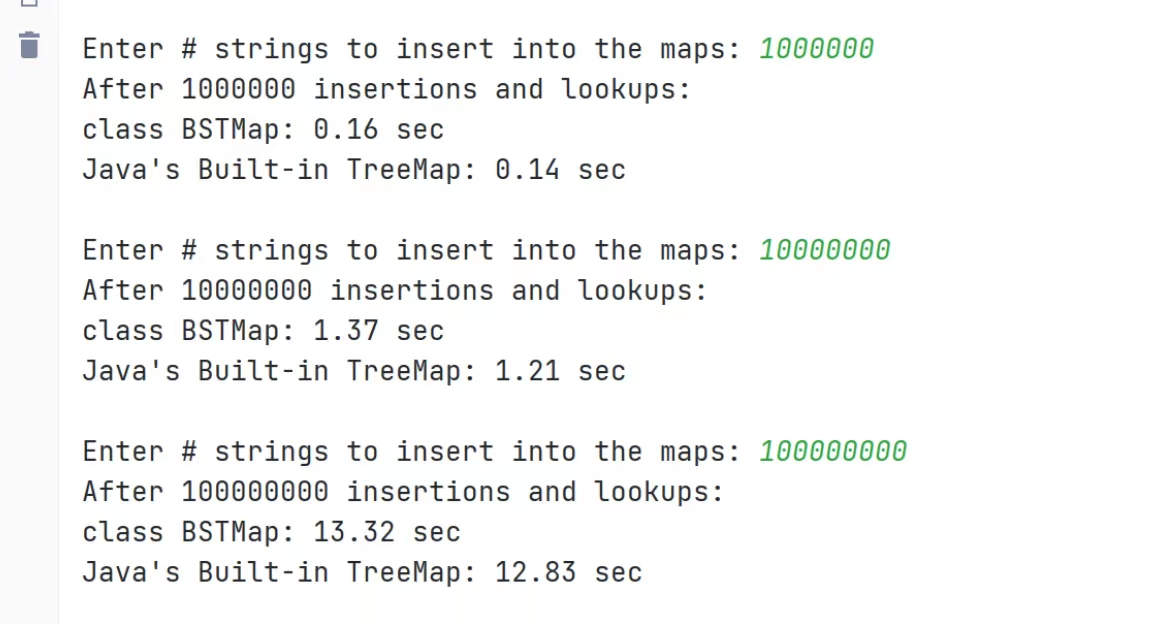 Enter # strings to insert into the maps: 1000000
After 1000000 insertions and lookups:
class BSTMap: 0.16 sec
Java's Built-in TreeMap: 0.14 sec
Enter # strings to insert into the maps: 10000000
After 10000000 insertions and lookups:
class BSTMap: 1.37 sec
Java's Built-in TreeMap: 1.21 sec
Enter # strings to insert into the maps: 100000000
After 100000000 insertions and lookups:
class BSTMap: 13.32 sec
Java's Built-in TreeMap: 12.83 sec